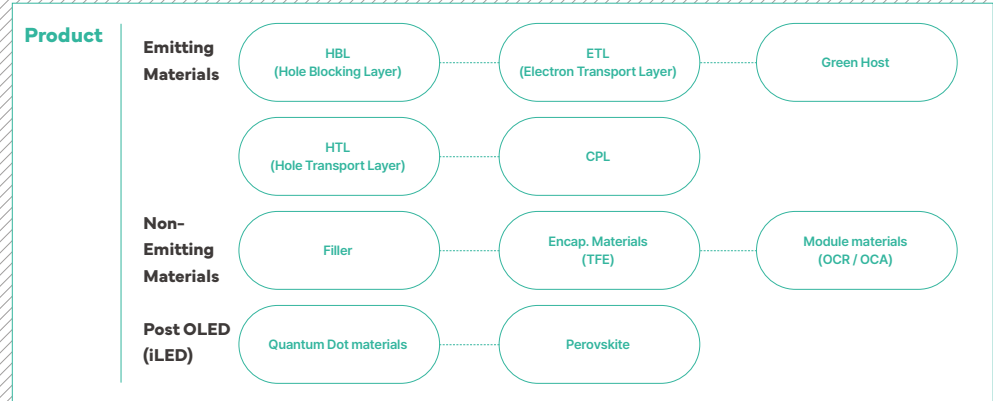 Product
Emitting
Materials
HBL
(Hole Blocking Layer)
ETL
(Electron Transport Layer)
Green Host
HTL
(Hole Transport Layer)
CPL
Non-
Emitting
Materials
Filler
Encap. Materials
(TFE)
Module materials
(OCR / OCA)
Post OLED
(iLED)
Quantum Dot materials
Perovskite